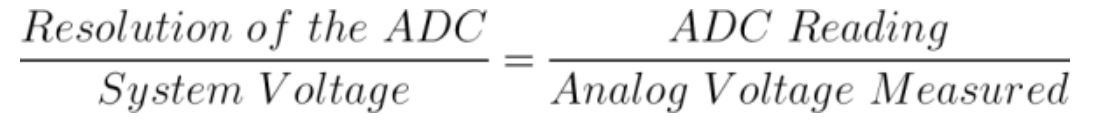 Resolution of the ADC / System Voltage = ADC Reading / Analog Voltage Measured